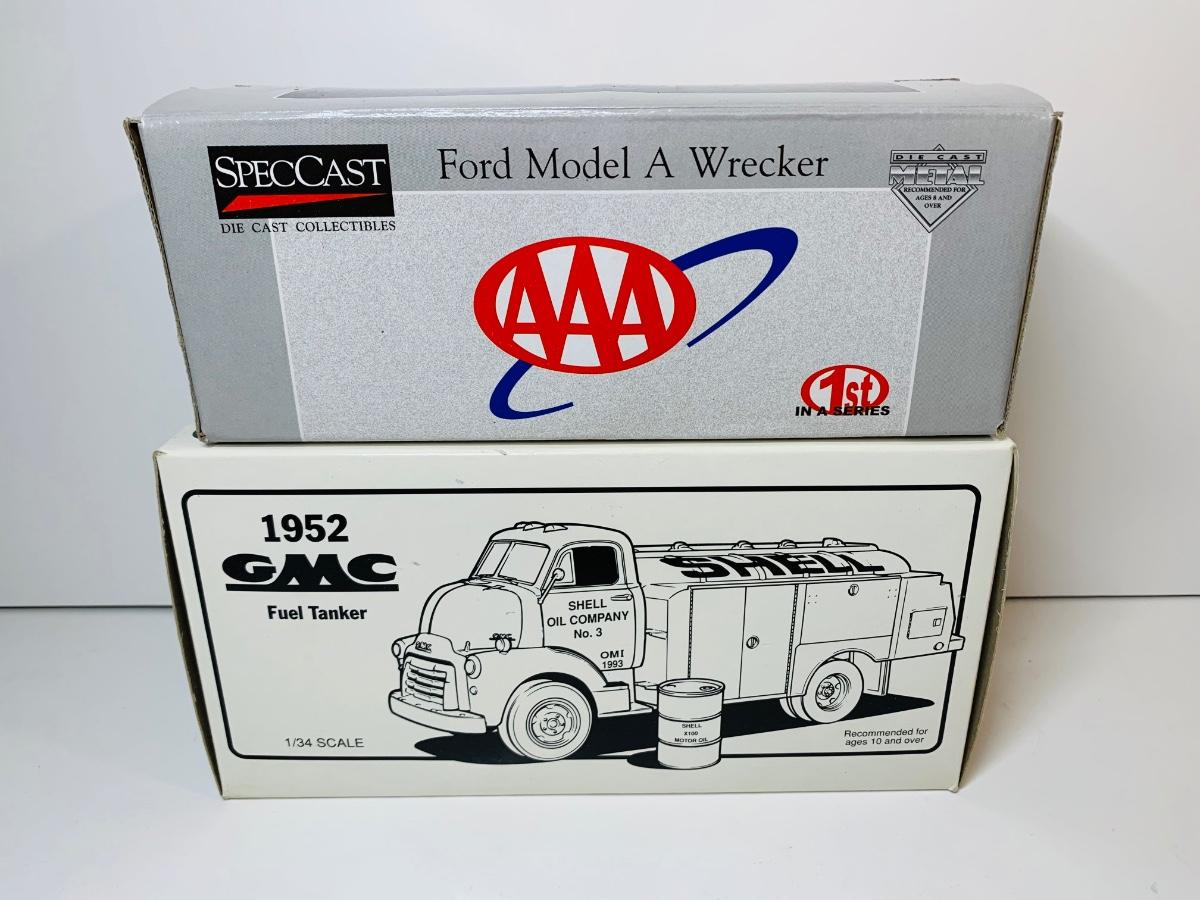 SPECCAST
DIE CAST COLLECTIBLES
Ford Model A Wrecker
DIE CAST
METAL
RECOMMENDED FOR
AGES 8 AND
OVER
AAA
1st
IN A SERIES
1952
GMC
Fuel Tanker
SHELL
SHELL
OIL COMPANY
No. 3
OMI
1993
GMC
GMC
SHELL
X100
MOTOR OIL
1/34 SCALE
Recommended for
ages 10 and over